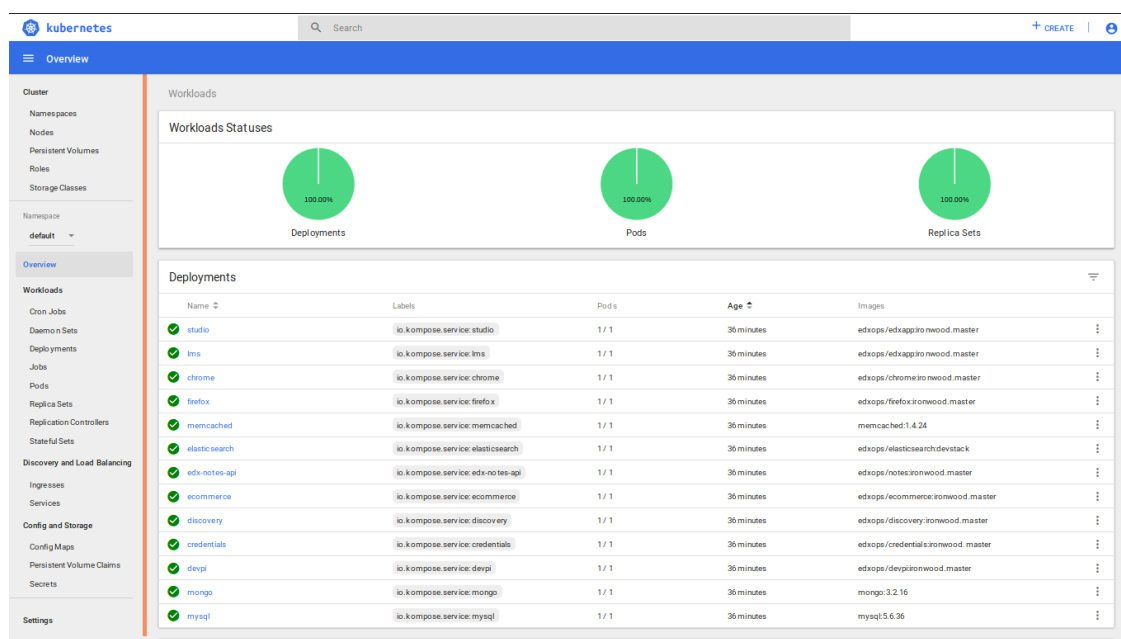 kubernetes
Search
+ CREATE
Overview
Cluster
Namespaces
Nodes
Persistent Volumes
Roles
Storage Classes
Namespace
default
Overview
Workloads
Cron Jobs
Daemon Sets
Deployments
Jobs
Pods
Replica Sets
Replication Controllers
Stateful Sets
Discovery and Load Balancing
Ingresses
Services
Config and Storage
Config Maps
Persistent Volume Claims
Secrets
Settings
Workloads
Workloads Statuses
100.00% 100.00% 100.00%
Deployments Pods Replica Sets
Deployments
Name Labels Pods Age Images
studio io.kompose.service: studio 1 / 1 36 minutes edxops/edxapp:ironwood.master
lms io.kompose.service: lms 1 / 1 36 minutes edxops/edxapp:ironwood.master
chrome io.kompose.service: chrome 1 / 1 36 minutes edxops/chrome:ironwood.master
firefox io.kompose.service: firefox 1 / 1 36 minutes edxops/firefox:ironwood.master
memcached io.kompose.service: memcached 1 / 1 36 minutes memcached:1.4.24
elasticsearch io.kompose.service: elasticsearch 1 / 1 36 minutes edxops/elasticsearch:devstack
edx-notes-api io.kompose.service: edx-notes-api 1 / 1 36 minutes edxops/notes:ironwood.master
ecommerce io.kompose.service: ecommerce 1 / 1 36 minutes edxops/ecommerce:ironwood.master
discovery io.kompose.service: discovery 1 / 1 36 minutes edxops/discovery:ironwood.master
credentials io.kompose.service: credentials 1 / 1 36 minutes edxops/credentials:ironwood.master
devpi io.kompose.service: devpi 1 / 1 36 minutes edxops/devpi:ironwood.master
mongo io.kompose.service: mongo 1 / 1 36 minutes mongo:3.2.16
mysql io.kompose.service: mysql 1 / 1 36 minutes mysql:5.6.36